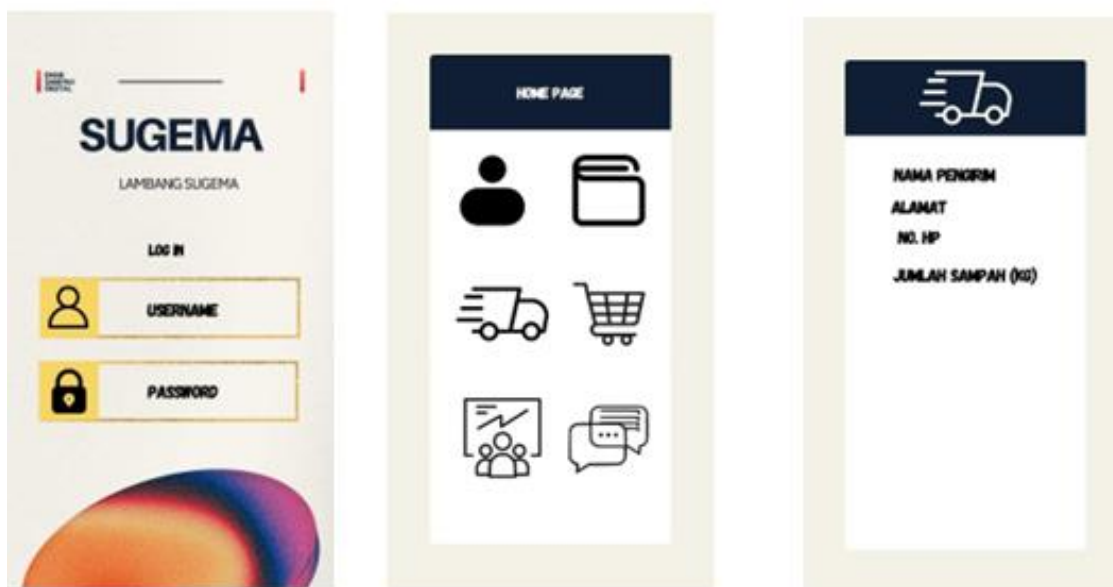 SUGEMA
LAMBANG SUGEMA
LOG IN
USERNAME
PASSWORD
HOME PAGE
NAMA PENGIRIM
ALAMAT
NO. HP
JUMLAH SAMPAH (KG)